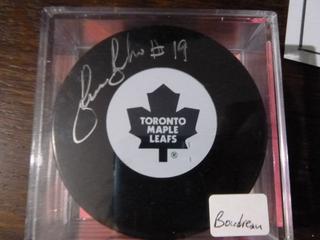 #19
TORONTO
MAPLE
LEAFS
®
Boudreau